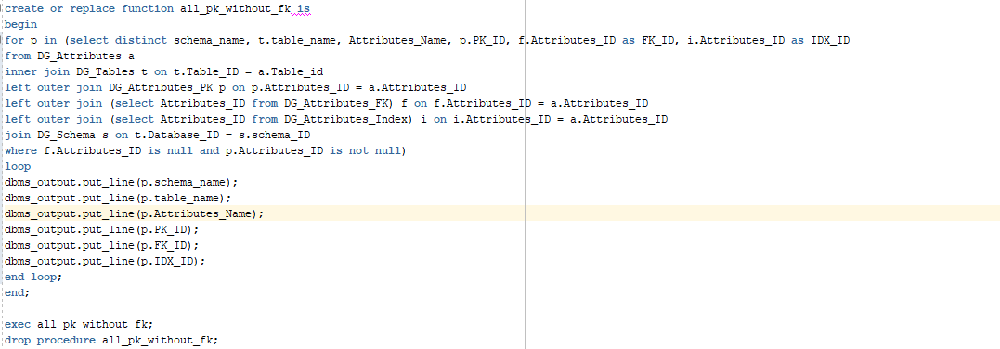 create or replace function all_pk_without_fk is
begin
for p in (select distinct schema_name, t.table_name, Attributes_Name, p.PK_ID, f.Attributes_ID as FK_ID, i.Attributes_ID as IDX_ID
from DG_Attributes a
inner join DG_Tables t on t.Table_ID = a.Table_id
left outer join DG_Attributes_PK p on p.Attributes_ID = a.Attributes_ID
left outer join (select Attributes_ID from DG_Attributes_FK) f on f.Attributes_ID = a.Attributes_ID
left outer join (select Attributes_ID from DG_Attributes_Index) i on i.Attributes_ID = a.Attributes_ID
join DG_Schema s on t.Database_ID = s.schema_ID
where f.Attributes_ID is null and p.Attributes_ID is not null)
loop
dbms_output.put_line(p.schema_name);
dbms_output.put_line(p.table_name);
dbms_output.put_line(p.Attributes_Name);
dbms_output.put_line(p.PK_ID);
dbms_output.put_line(p.FK_ID);
dbms_output.put_line(p.IDX_ID);
end loop;
end;
exec all_pk_without_fk;
drop procedure all_pk_without_fk;